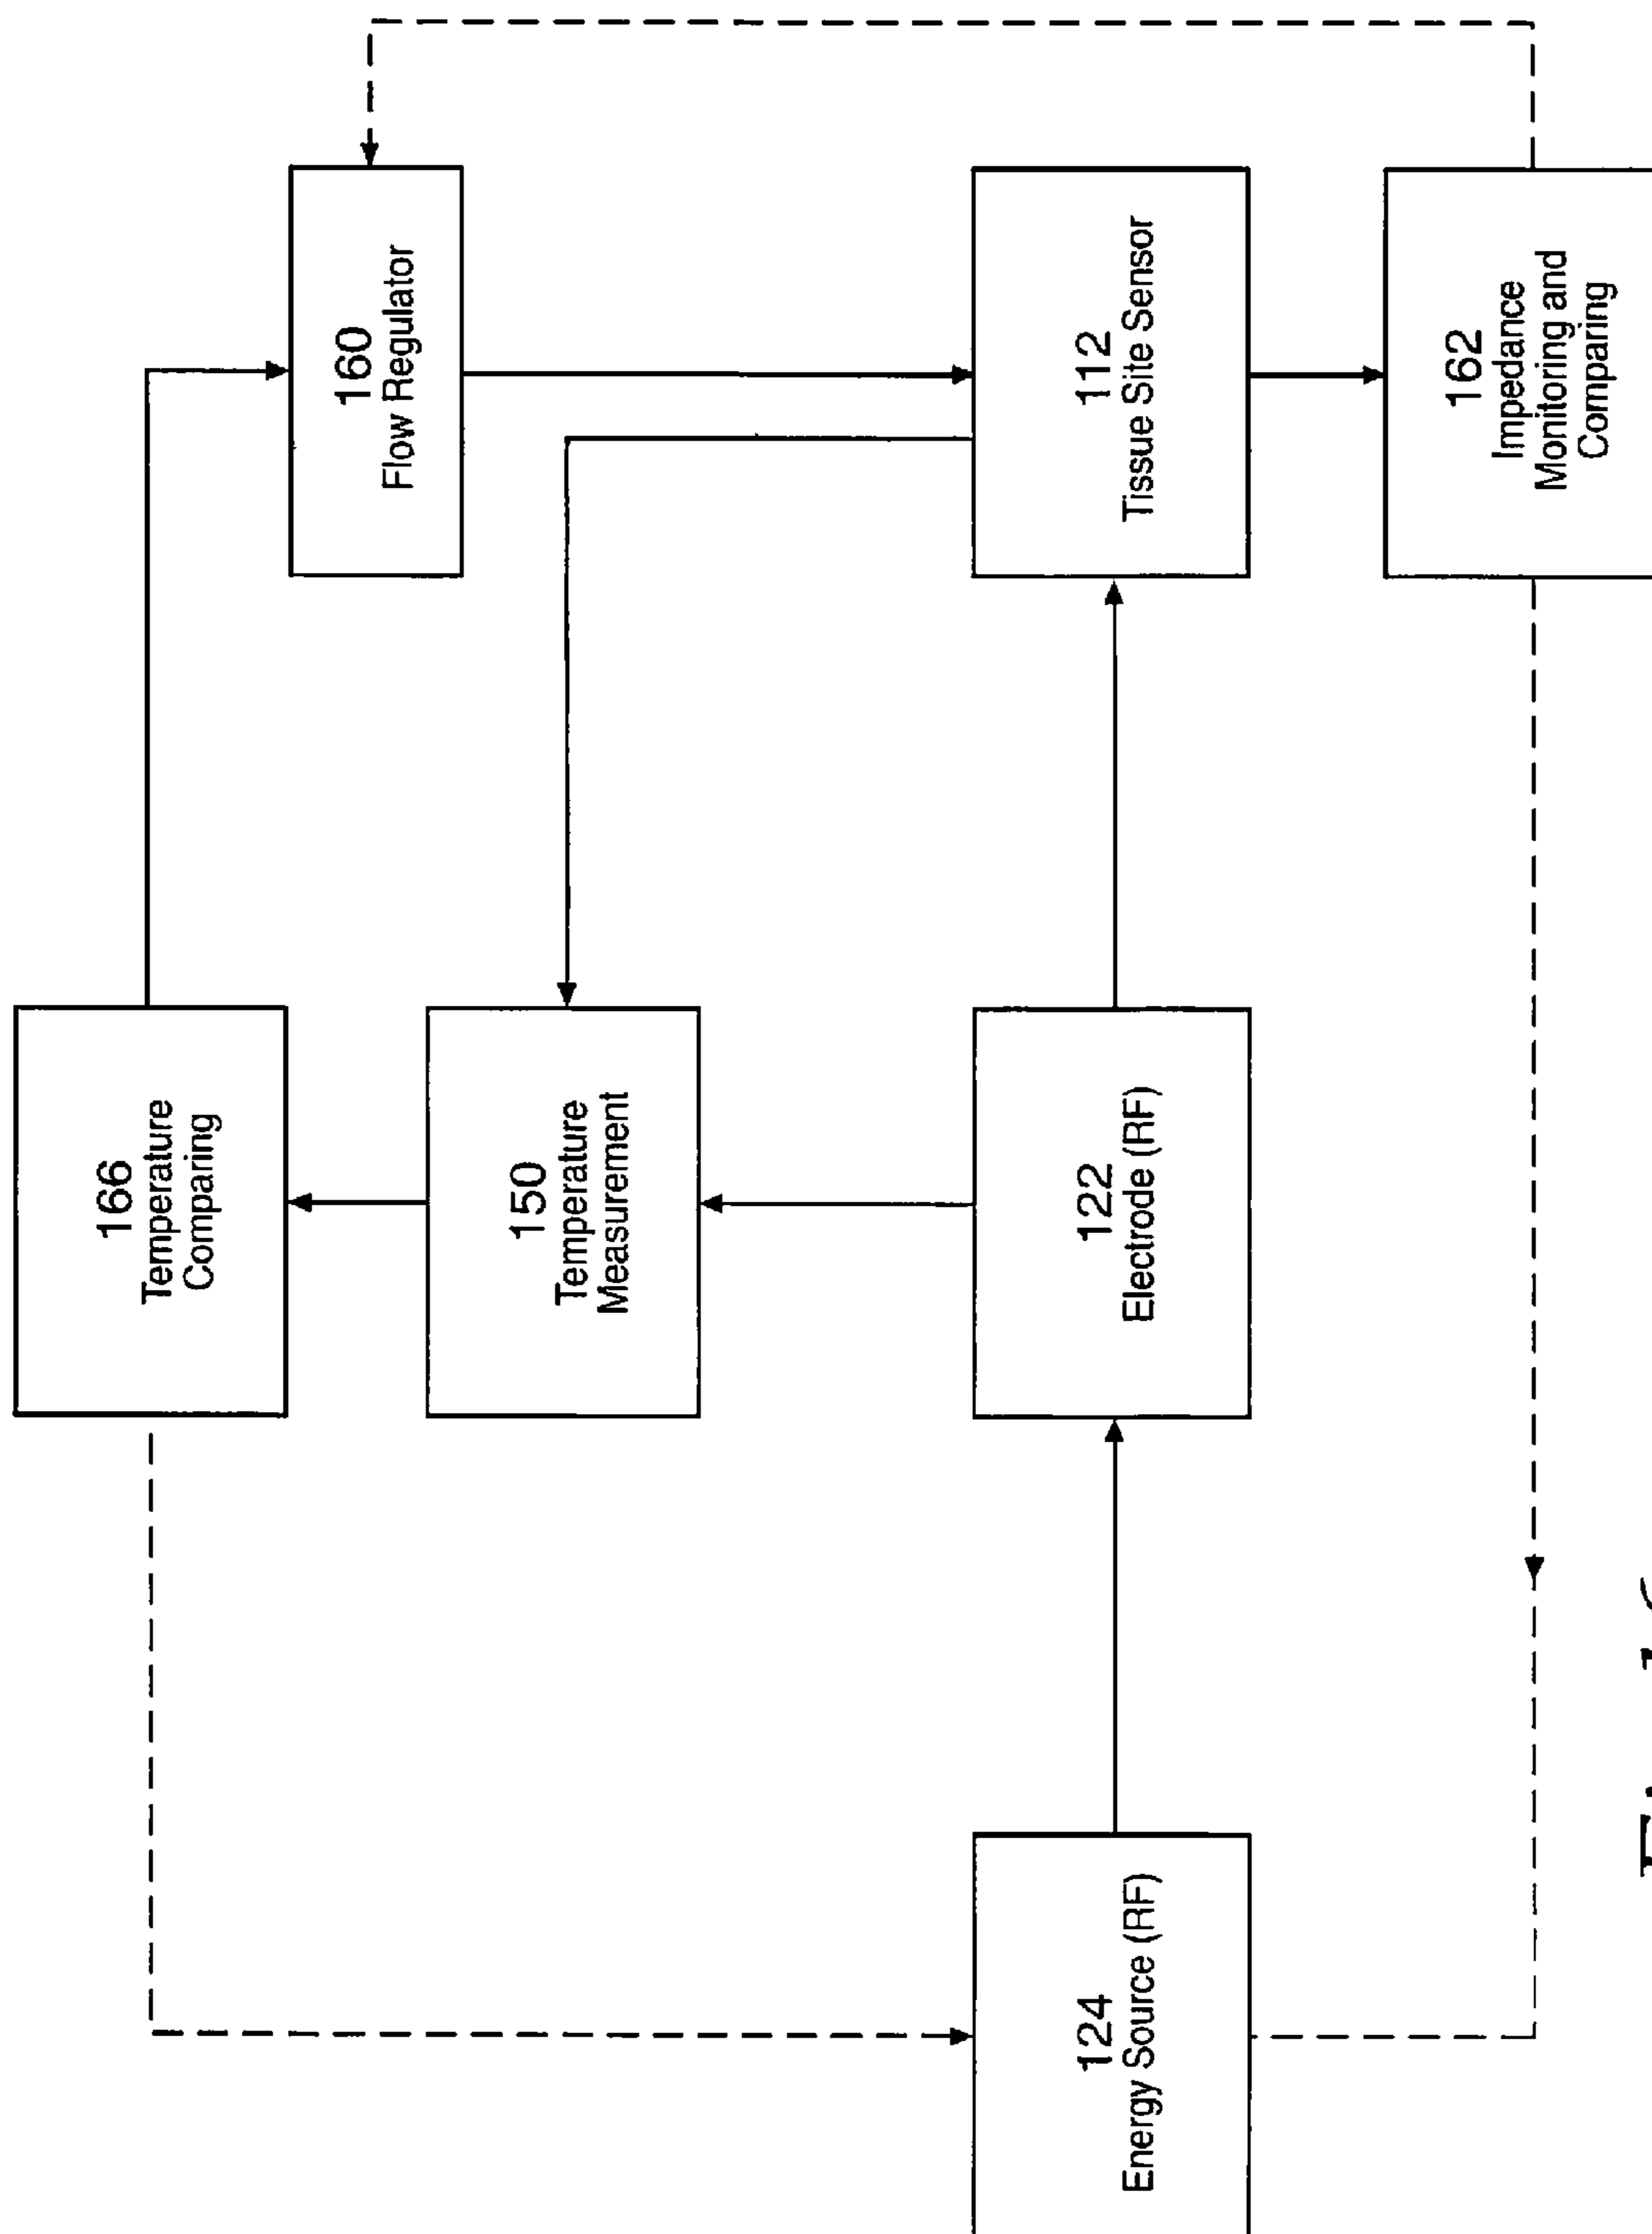 166
Temperature
Comparing
160
Flow Regulator
150
Temperature
Measurement
124
Energy Source (RF)
122
Electrode (RF)
112
Tissue Site Sensor
162
Impedance
Monitoring and
Comparing